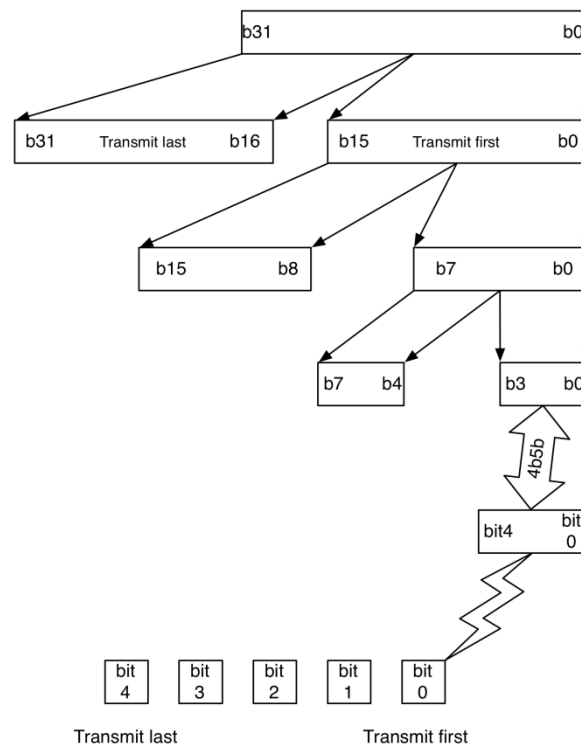 b31 b0
b31 Transmit last b16 b15 Transmit first b0
b15 b8 b7 b0
b7 b4 b3 b0
4b5b
bit4 bit
0
bit bit bit bit bit
4 3 2 1 0
Transmit last Transmit first